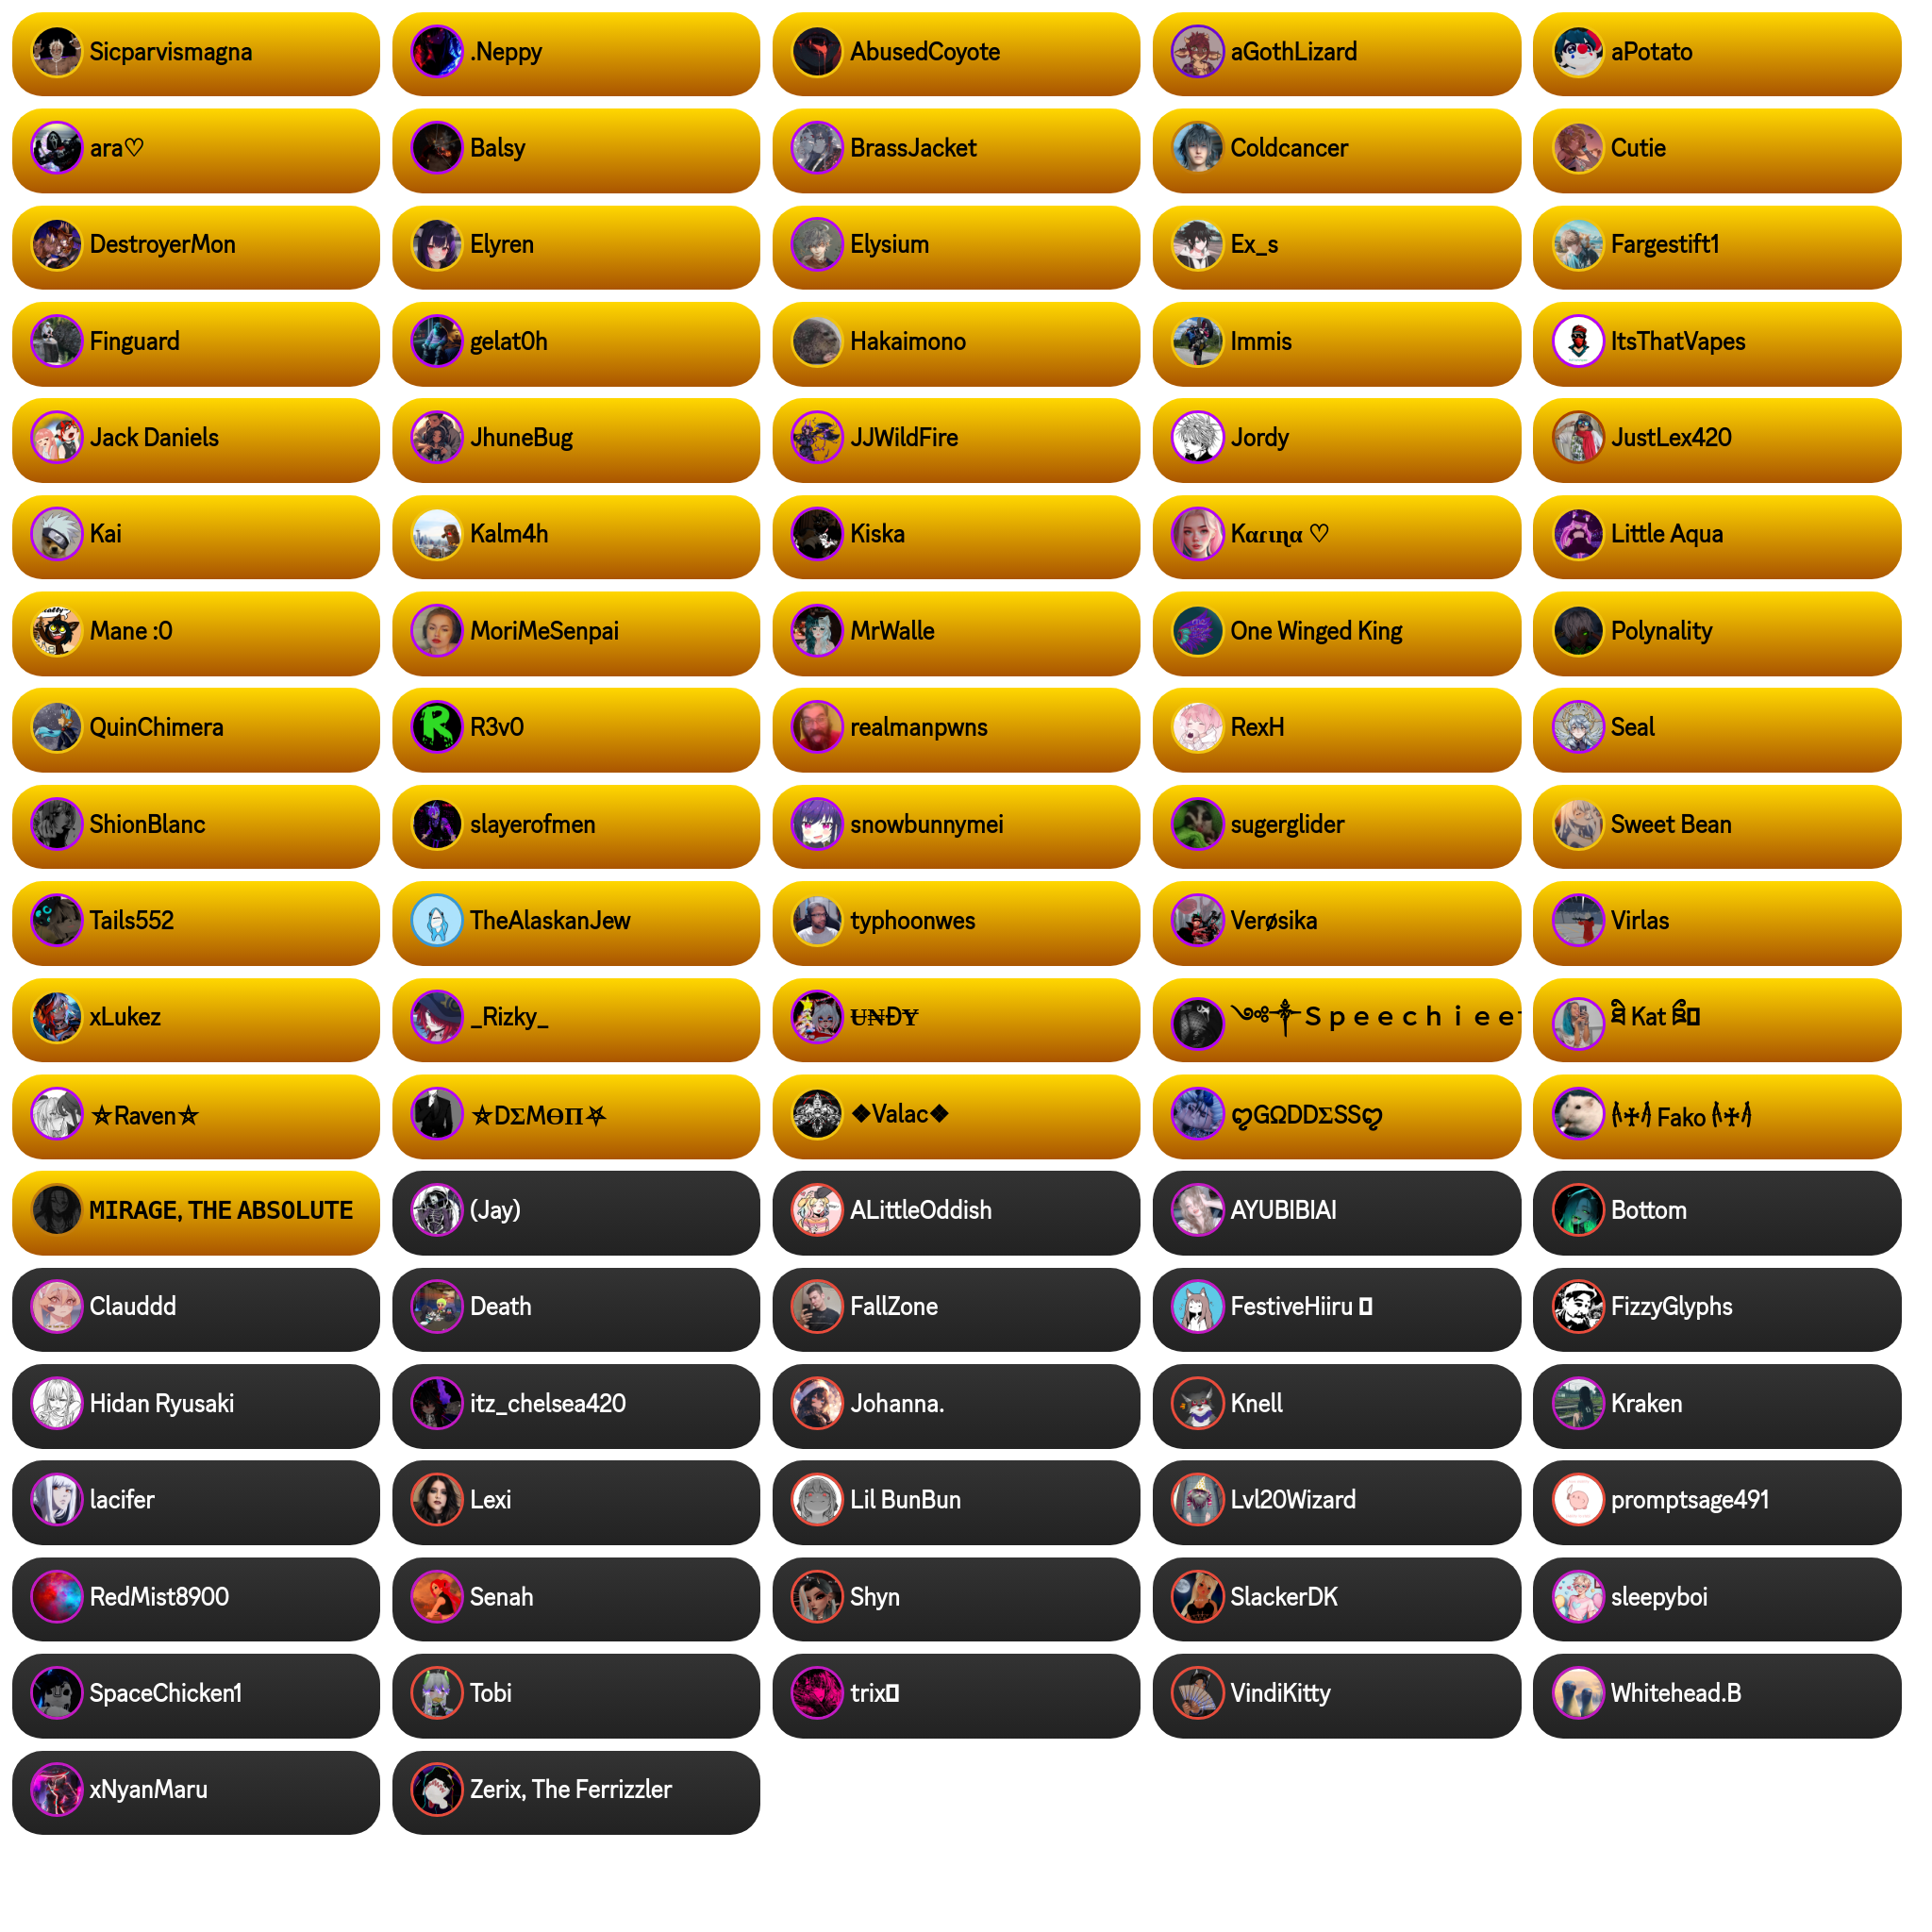 Sicparvismagna
.Neppy
AbusedCoyote
aGothLizard
aPotato
ara♡
Balsy
BrassJacket
Coldcancer
Cutie
DestroyerMon
Elyren
Elysium
Ex_s
Fargestift1
Finguard
gelat0h
Hakaimono
Immis
ItsThatVapes
Jack Daniels
JhuneBug
JJWildFire
Jordy
JustLex420
Kai
Kalm4h
Kiska
Kαɾιɳα ♡
Little Aqua
Mane :0
MoriMeSenpai
MrWalle
One Winged King
Polynality
QuinChimera
R3v0
realmanpwns
RexH
Seal
ShionBlanc
slayerofmen
snowbunnymei
sugerglider
Sweet Bean
Tails552
TheAlaskanJew
typhoonwes
Verøsika
Virlas
xLukez
_Rizky_
U̶₦ĐɎ
༺༒Ｓｐｅｅｃｈｉｅｅ
Kat
⛤Raven⛤
⛤DΣMӨП⛧
❖Valac❖
ღGΩDDΣSSღ
Fako
MIRAGE, THE ABSOLUTE
(Jay)
ALittleOddish
AYUBIBIAI
Bottom
Clauddd
Death
FallZone
FestiveHiiru
FizzyGlyphs
Hidan Ryusaki
itz_chelsea420
Johanna.
Knell
Kraken
lacifer
Lexi
Lil BunBun
Lvl20Wizard
promptsage491
RedMist8900
Senah
Shyn
SlackerDK
sleepyboi
SpaceChicken1
Tobi
trix
VindiKitty
Whitehead.B
xNyanMaru
Zerix, The Ferrizzler